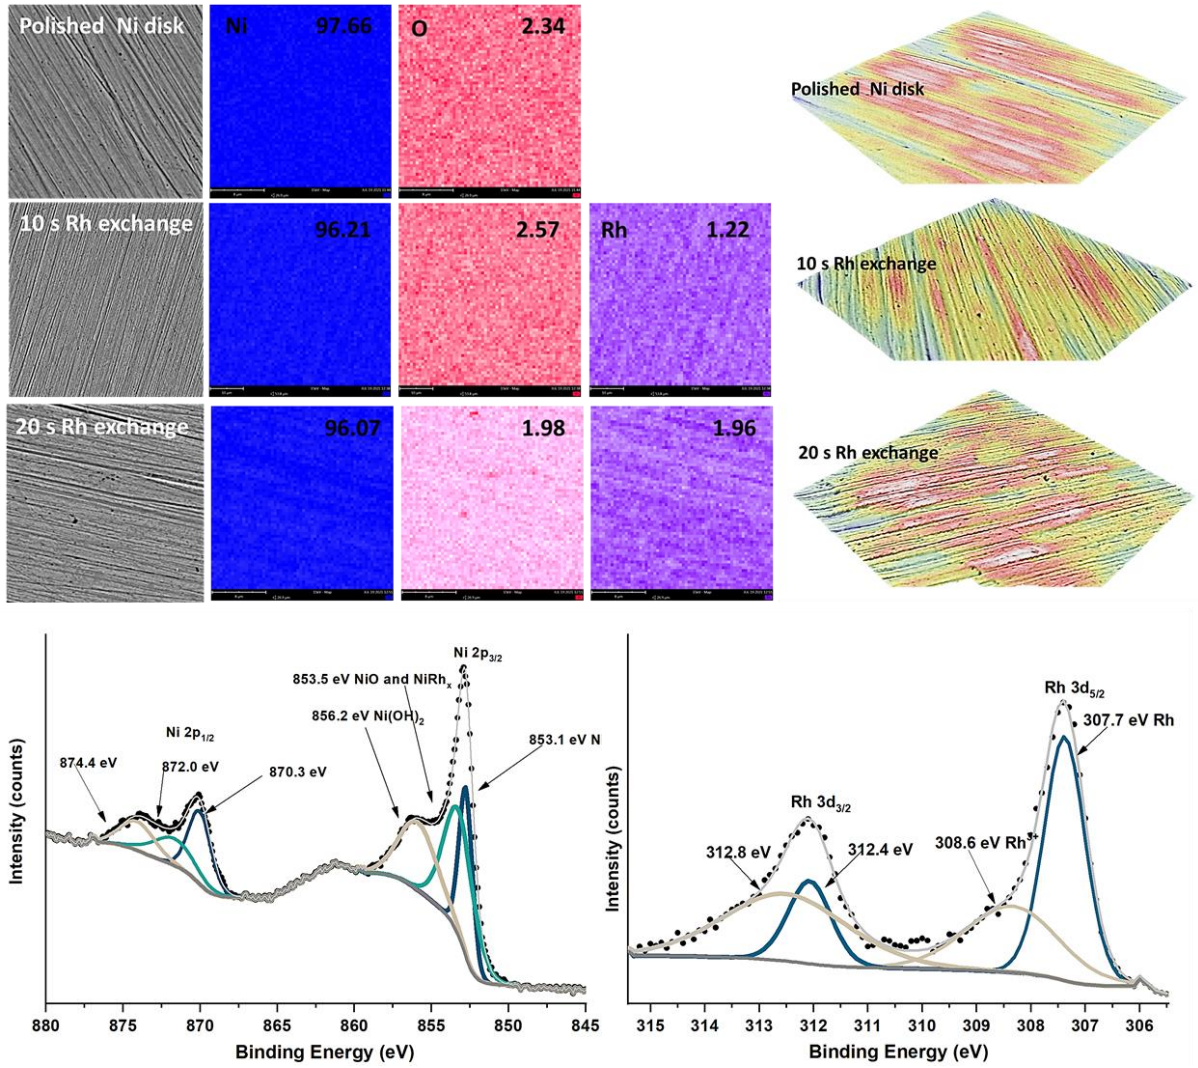 Polished Ni disk
Ni 97.66
O 2.34
Polished Ni disk
10 s Rh exchange
96.21
2.57
Rh 1.22
10 s Rh exchange
20 s Rh exchange
96.07
1.98
1.96
20 s Rh exchange
Ni 2p3/2
853.5 eV NiO and NiRhx
856.2 eV Ni(OH)2
853.1 eV N
Ni 2p1/2
874.4 eV
872.0 eV
870.3 eV
Intensity (counts)
880 875 870 865 860 855 850 845
Binding Energy (eV)
Rh 3d5/2
307.7 eV Rh
Rh 3d3/2
312.8 eV
312.4 eV
308.6 eV Rh3+
Intensity (counts)
315 314 313 312 311 310 309 308 307 306
Binding Energy (eV)